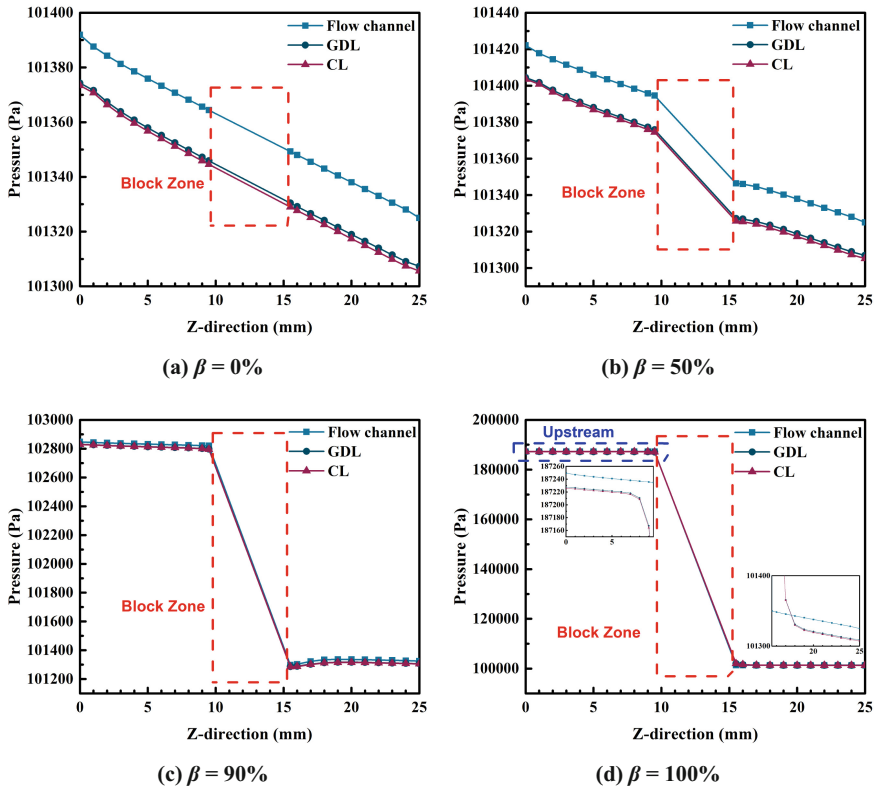 101400
101380
101360
101340
101320
101300
Pressure (Pa)
Flow channel
GDL
CL
Block Zone
0 5 10 15 20 25
Z-direction (mm)
(a) β = 0%
101440
101420
101400
101380
101360
101340
101320
101300
Pressure (Pa)
Flow channel
GDL
CL
Block Zone
0 5 10 15 20 25
Z-direction (mm)
(b) β = 50%
103000
102800
102600
102400
102200
102000
101800
101600
101400
101200
Pressure (Pa)
Flow channel
GDL
CL
Block Zone
0 5 10 15 20 25
Z-direction (mm)
(c) β = 90%
200000
180000
160000
140000
120000
100000
Pressure (Pa)
Upstream
Flow channel
GDL
CL
187260
187240
187220
187180
187160
0 5
101400
101300
20 25
Block Zone
0 5 10 15 20 25
Z-direction (mm)
(d) β = 100%